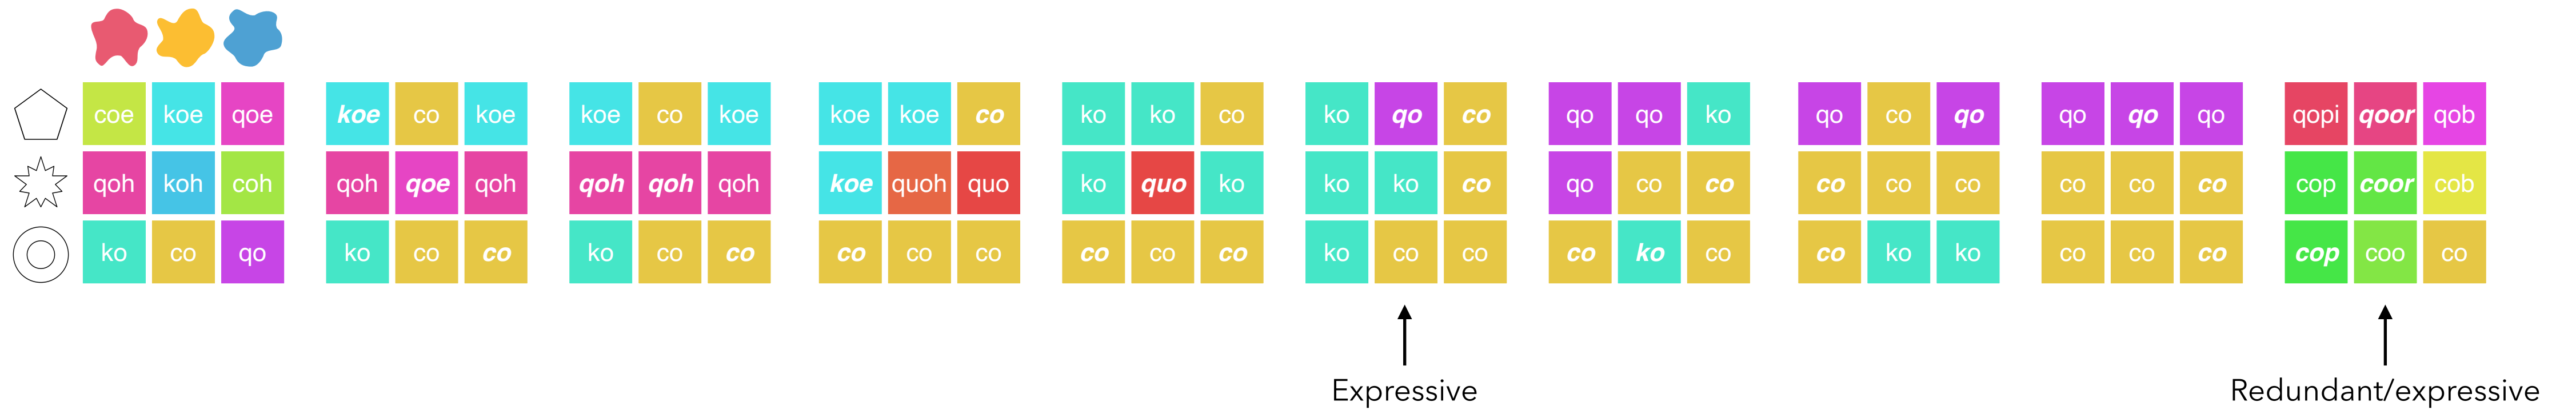 coe koe qoe koe co koe koe co koe koe koe co ko ko co ko qo co qo qo ko qo co qo qo qo qo qopi qoor qob
qoh koh coh qoh qoe qoh qoh qoh qoh koe quoh quo ko quo ko ko ko co qo co co co co co co co co cop coor cob
ko co qo ko co co ko co co co co co co co co ko co co co ko co co ko ko co co co cop coo co
Expressive Redundant/expressive